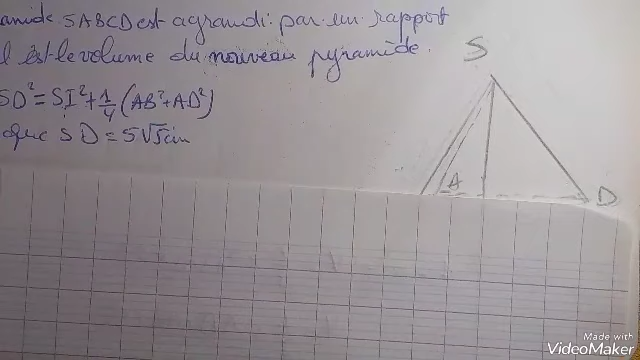 amide SABCD est agrandi par un rapport
l est le volume du nouveau pyramide.
SD² = SI² + 1/4 (AB² + AD²)
que SD = 5√5 cm
S
A
D
Made with
VideoMaker